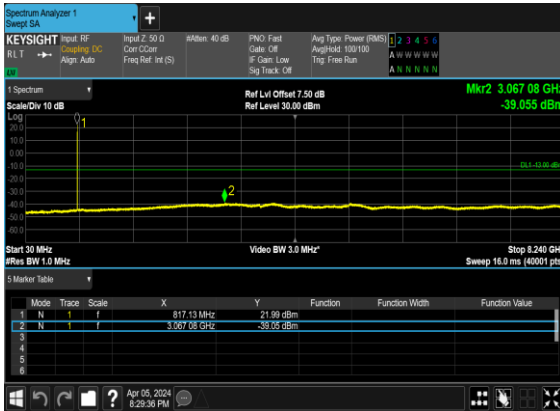 Spectrum Analyzer 1
Swept SA
+
KEYSIGHT Input: RF Input Z: 50 Ω #Atten: 40 dB PNO: Fast Avg Type: Power (RMS) 1 2 3 4 5 6
RLT Coupling: DC Corr CCorr Gate: Off Avg|Hold: 100/100 A W W W W W
Align: Auto Freq Ref: Int (S) IF Gain: Low Trig: Free Run
Sig Track: Off A N N N N N
1 Spectrum Ref Lvl Offset 7.50 dB Mkr2 3.067 08 GHz
Scale/Div 10 dB Ref Level 30.00 dBm -39.055 dBm
Log
1
20.0
10.0
0.00
-10.0
DL1 -13.00 dBm
-20.0
-30.0
2
-40.0
-50.0
-60.0
Start 30 MHz Video BW 3.0 MHz* Stop 8.240 GHz
#Res BW 1.0 MHz Sweep 16.0 ms (40001 pts)
5 Marker Table
Mode Trace Scale X Y Function Function Width Function Value
1 N 1 f 817.13 MHz 21.99 dBm
2 N 1 f 3.067 08 GHz -39.05 dBm
3
4
5
6
? Apr 05, 2024
8:29:36 PM